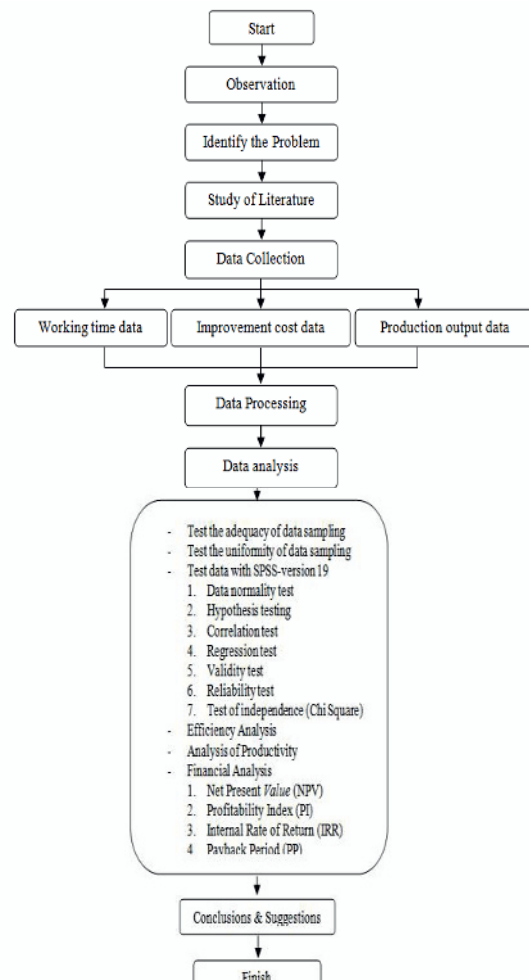 Start
Observation
Identify the Problem
Study of Literature
Data Collection
Working time data
Improvement cost data
Production output data
Data Processing
Data analysis
- Test the adequacy of data sampling
- Test the uniformity of data sampling
- Test data with SPSS-version 19
1. Data normality test
2. Hypothesis testing
3. Correlation test
4. Regression test
5. Validity test
6. Reliability test
7. Test of independence (Chi Square)
- Efficiency Analysis
- Analysis of Productivity
- Financial Analysis
1. Net Present Value (NPV)
2. Profitability Index (PI)
3. Internal Rate of Return (IRR)
4 Payback Period (PP)
Conclusions & Suggestions
Finish